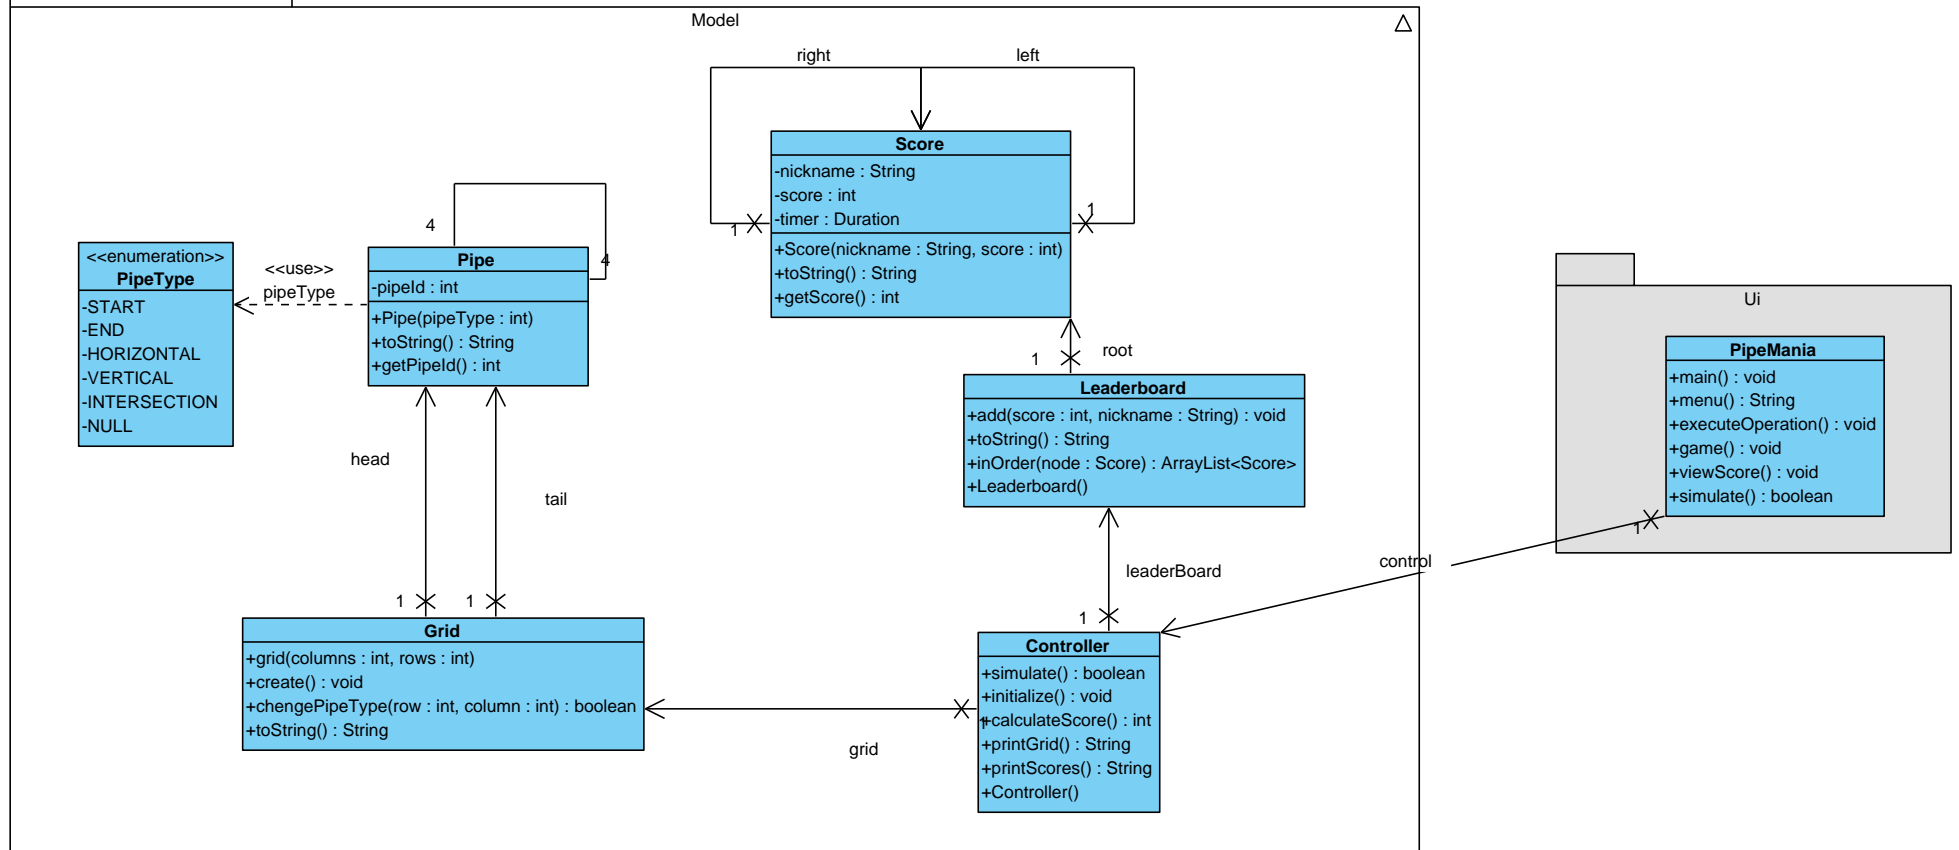 Model
right
left
Score
-nickname : String
-score : int
-timer : Duration
+Score(nickname : String, score : int)
+toString() : String
+getScore() : int
1
1
4
4
<<enumeration>>
PipeType
-START
-END
-HORIZONTAL
-VERTICAL
-INTERSECTION
-NULL
<<use>>
pipeType
Pipe
-pipeId : int
+Pipe(pipeType : int)
+toString() : String
+getPipeId() : int
1
root
Leaderboard
+add(score : int, nickname : String) : void
+toString() : String
+inOrder(node : Score) : ArrayList<Score>
+Leaderboard()
Ui
PipeMania
+main() : void
+menu() : String
+executeOperation() : void
+game() : void
+viewScore() : void
+simulate() : boolean
1
control
head
tail
leaderBoard
1
1
1
Grid
+grid(columns : int, rows : int)
+create() : void
+chengePipeType(row : int, column : int) : boolean
+toString() : String
grid
1
Controller
+simulate() : boolean
+initialize() : void
+calculateScore() : int
+printGrid() : String
+printScores() : String
+Controller()